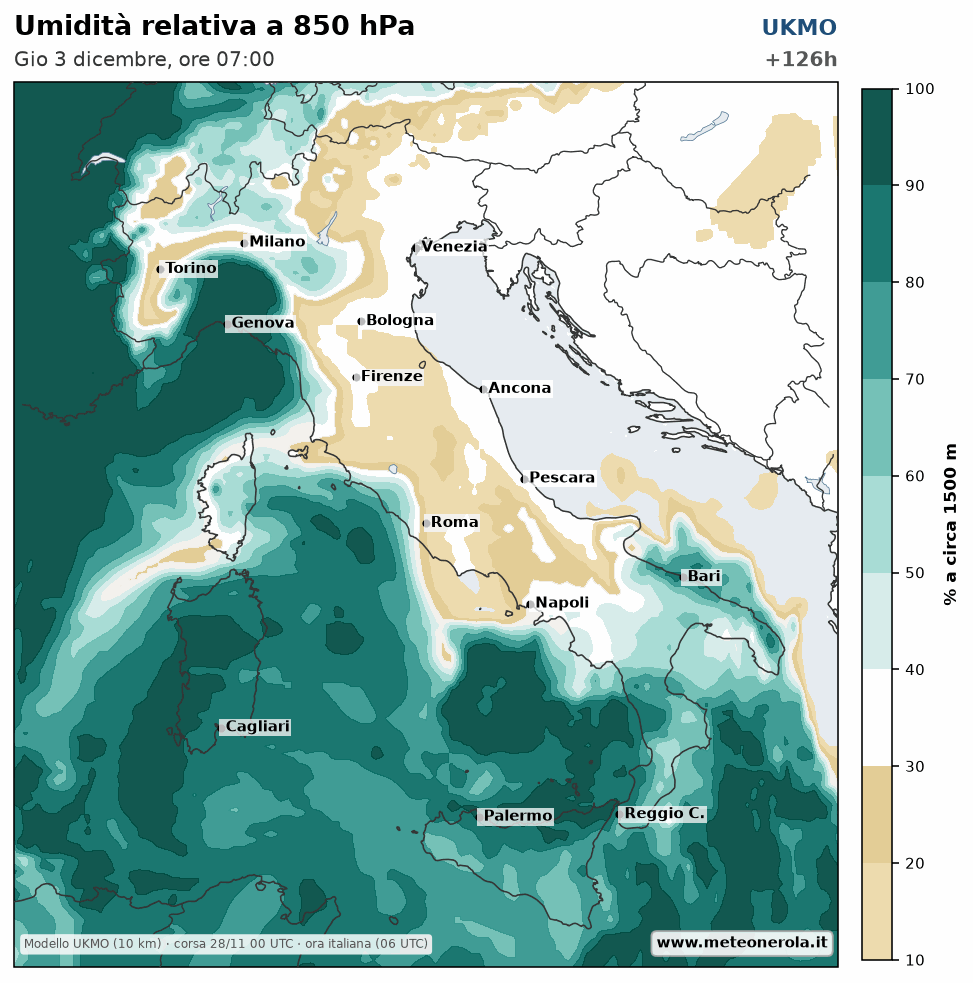 Umidità relativa a 850 hPa
UKMO
Gio 3 dicembre, ore 07:00
+126h
Milano
Venezia
Torino
Genova
Bologna
Firenze
Ancona
Pescara
Roma
Bari
Napoli
Cagliari
Palermo
Reggio C.
100
90
80
70
60
50
40
30
20
10
% a circa 1500 m
Modello UKMO (10 km) · corsa 28/11 00 UTC · ora italiana (06 UTC)
www.meteonerola.it